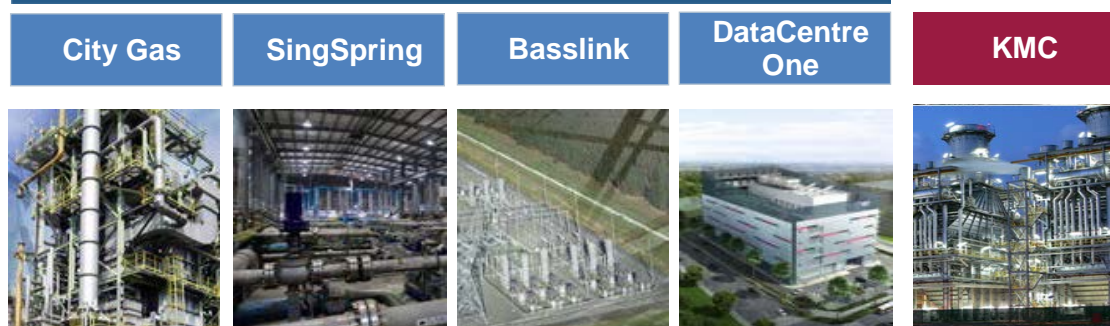 City Gas
SingSpring
Basslink
DataCentre
One
KMC